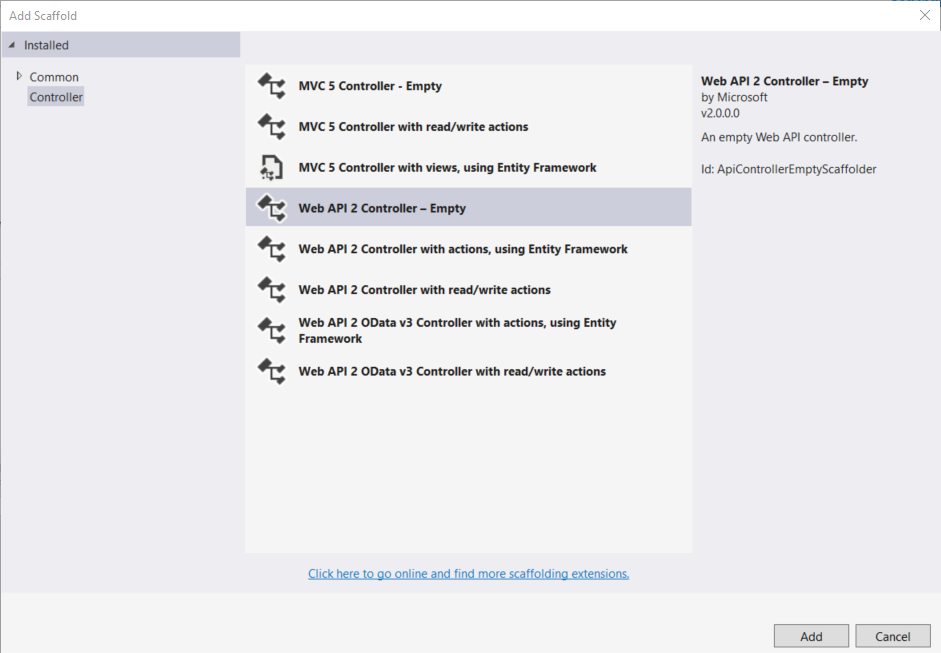 Add Scaffold
Installed
Common
Controller
MVC 5 Controller - Empty
MVC 5 Controller with read/write actions
MVC 5 Controller with views, using Entity Framework
Web API 2 Controller – Empty
Web API 2 Controller with actions, using Entity Framework
Web API 2 Controller with read/write actions
Web API 2 OData v3 Controller with actions, using Entity
Framework
Web API 2 OData v3 Controller with read/write actions
Web API 2 Controller – Empty
by Microsoft
v2.0.0.0
An empty Web API controller.
Id: ApiControllerEmptyScaffolder
Click here to go online and find more scaffolding extensions.
Add
Cancel